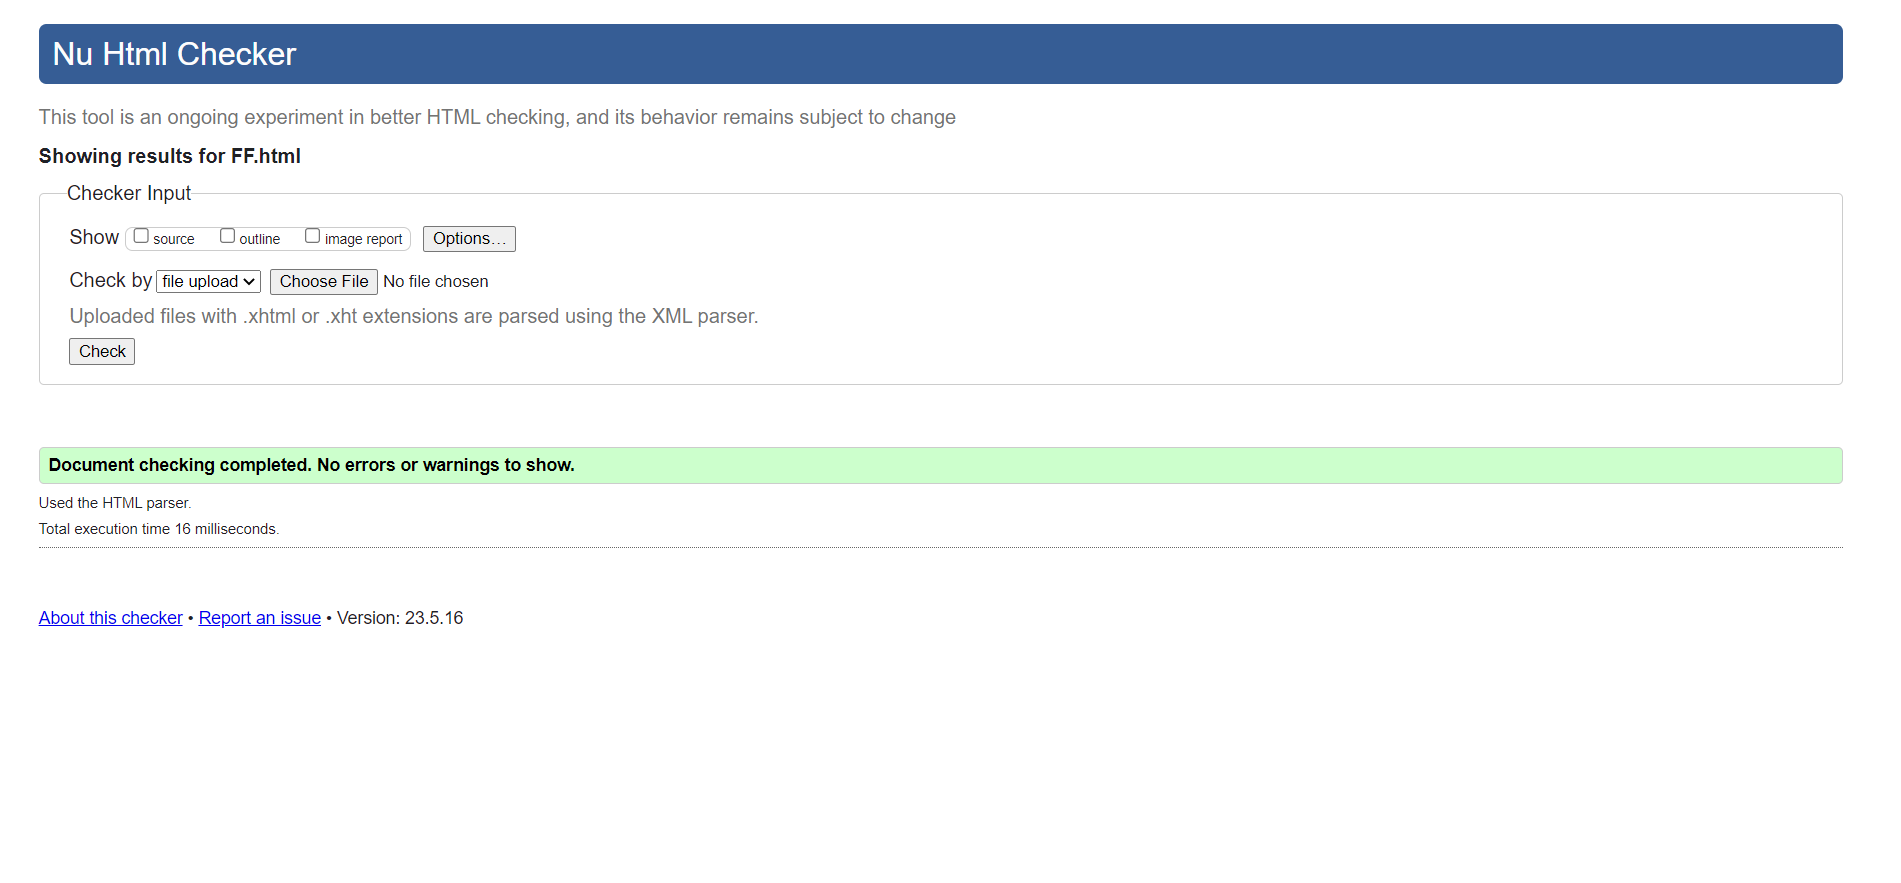 Nu Html Checker
This tool is an ongoing experiment in better HTML checking, and its behavior remains subject to change
Showing results for FF.html
Checker Input
Show source outline image report Options…
Check by file upload Choose File No file chosen
Uploaded files with .xhtml or .xht extensions are parsed using the XML parser.
Check
Document checking completed. No errors or warnings to show.
Used the HTML parser.
Total execution time 16 milliseconds.
About this checker • Report an issue • Version: 23.5.16